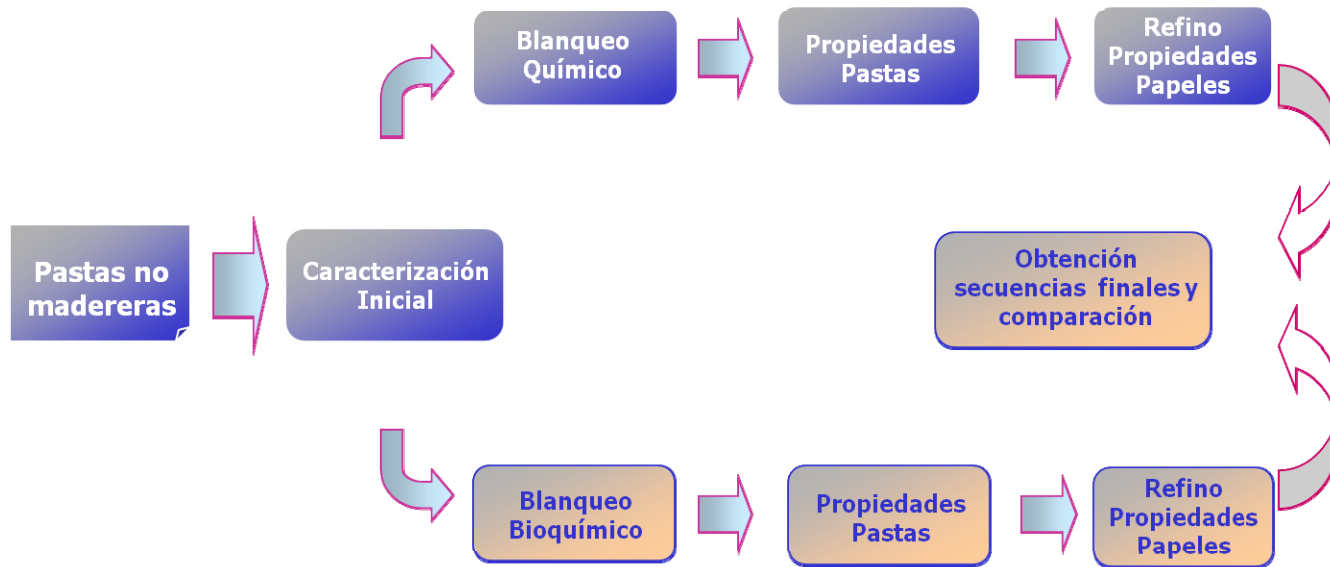 Blanqueo
Químico
Propiedades
Pastas
Refino
Propiedades
Papeles
Pastas no
madereras
Caracterización
Inicial
Obtención
secuencias finales y
comparación
Blanqueo
Bioquímico
Propiedades
Pastas
Refino
Propiedades
Papeles